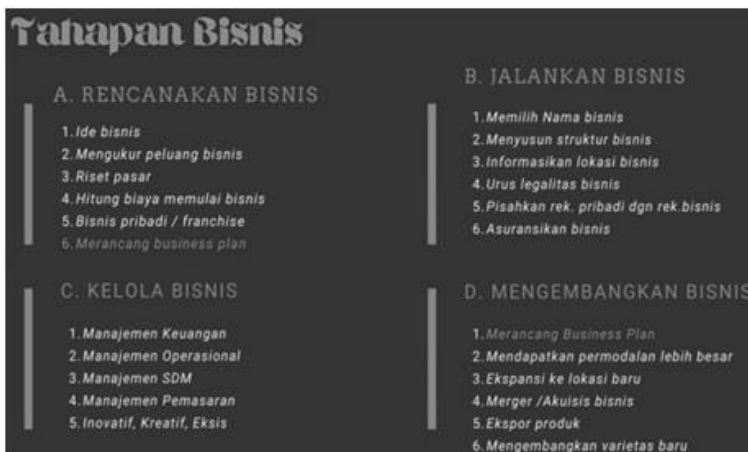 Tahapan Bisnis
A. RENCANAKAN BISNIS
1. Ide bisnis
2. Mengukur peluang bisnis
3. Riset pasar
4. Hitung biaya memulai bisnis
5. Bisnis pribadi / franchise
6. Merancang business plan
B. JALANKAN BISNIS
1. Memilih Nama bisnis
2. Menyusun struktur bisnis
3. Informasikan lokasi bisnis
4. Urus legalitas bisnis
5. Pisahkan rek. pribadi dgn rek.bisnis
6. Asuransikan bisnis
C. KELOLA BISNIS
1. Manajemen Keuangan
2. Manajemen Operasional
3. Manajemen SDM
4. Manajemen Pemasaran
5. Inovatif, Kreatif, Eksis
D. MENGEMBANGKAN BISNIS
1. Merancang Business Plan
2. Mendapatkan permodalan lebih besar
3. Ekspansi ke lokasi baru
4. Merger /Akuisis bisnis
5. Ekspor produk
6. Mengembangkan varietas baru